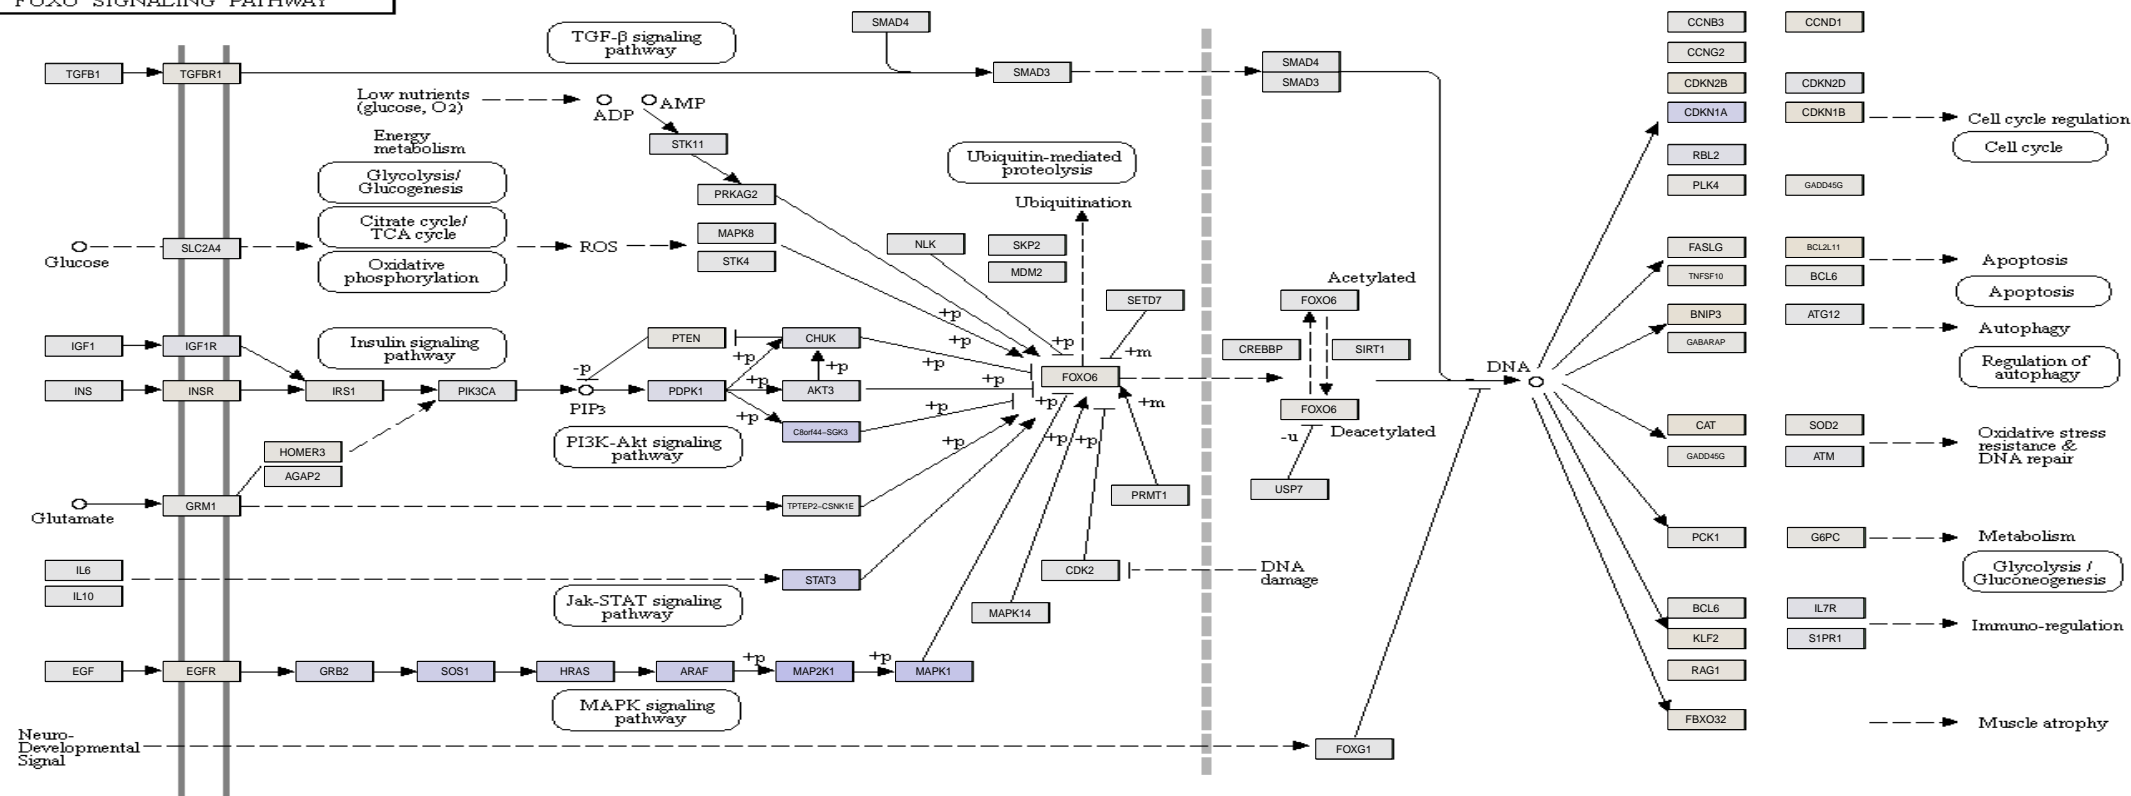 FOXO SIGNALING PATHWAY
SMAD4
TGF-β signaling
pathway
TGFB1
TGFBR1
SMAD3
SMAD4
SMAD3
CCNB3
CCND1
CCNG2
CDKN2B
CDKN2D
CDKN1A
CDKN1B
Cell cycle regulation
Cell cycle
RBL2
PLK4
GADD45G
Low nutrients
(glucose, O2)
ADP
AMP
Energy
metabolism
STK11
Glycolysis/
Glucogenesis
PRKAG2
Ubiquitin-mediated
proteolysis
Ubiquitination
Citrate cycle/
TCA cycle
Glucose
SLC2A4
ROS
MAPK8
STK4
Oxidative
phosphorylation
NLK
SKP2
MDM2
SETD7
Acetylated
FOXO6
FASLG
BCL2L11
TNFSF10
BCL6
Apoptosis
Apoptosis
BNIP3
ATG12
GABARAP
Autophagy
Regulation of
autophagy
IGF1
IGF1R
Insulin signaling
pathway
PTEN
CHUK
+p
+p
+p
+p
+m
CREBBP
SIRT1
DNA
INS
INSR
IRS1
PIK3CA
-p
PIP3
PDPK1
+p
+p
+p
AKT3
+p
+p
FOXO6
+m
+p
C8orf44-SGK3
+p
+p
+p
+p
+p
FOXO6
-u
Deacetylated
USP7
PI3K-Akt signaling
pathway
HOMER3
AGAP2
Glutamate
GRM1
TPTEP2-CSNK1E
PRMT1
CAT
SOD2
GADD45G
ATM
Oxidative stress
resistance &
DNA repair
PCK1
G6PC
Metabolism
Glycolysis /
Gluconeogenesis
IL6
IL10
STAT3
Jak-STAT signaling
pathway
CDK2
DNA
damage
MAPK14
BCL6
IL7R
KLF2
S1PR1
Immuno-regulation
RAG1
EGF
EGFR
GRB2
SOS1
HRAS
ARAF
+p
MAP2K1
+p
MAPK1
MAPK signaling
pathway
FBXO32
Muscle atrophy
Neuro-
Developmental
Signal
FOXG1